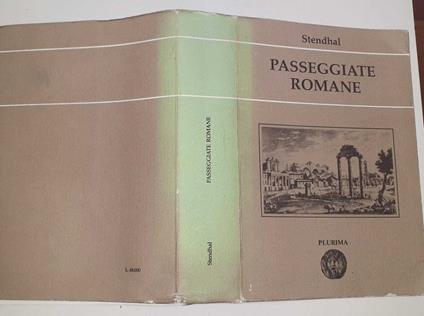 Stendhal
PASSEGGIATE
ROMANE
PLURIMA
PASSEGGIATE ROMANE
Stendhal